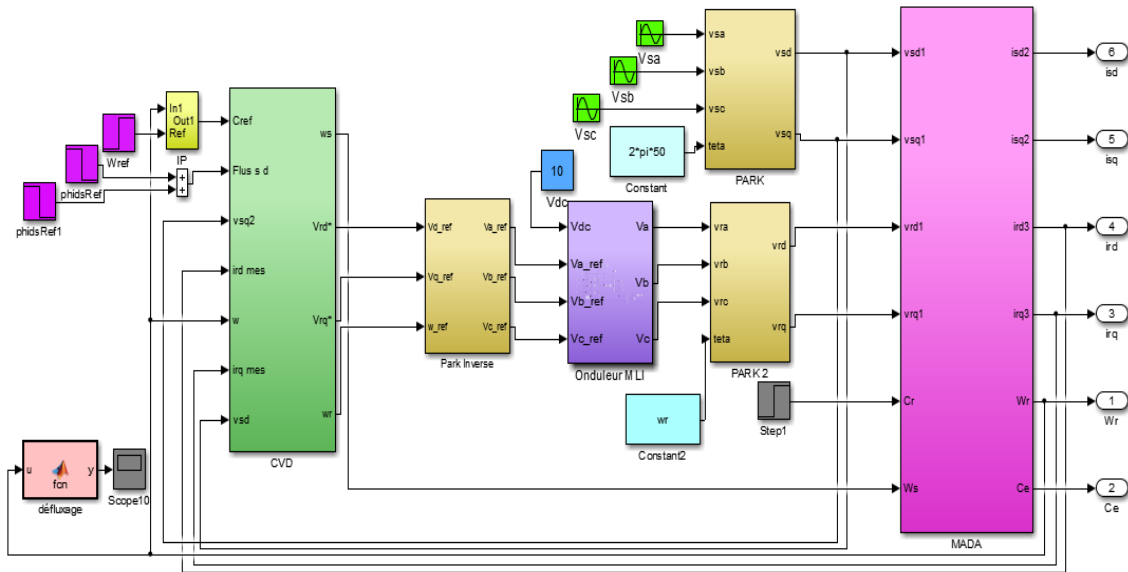 Vsa
Vsb
Vsc
2*pi*50
Constant
vsa
vsb
vsc
teta
vsd
vsq
PARK
In1
Out1
Ref
IP
Wref
phidsRef
phidsRef1
+
+
Cref
Flus s d
vsq2
ird mes
w
irq mes
vsd
ws
Vrd*
Vrq*
wr
CVD
Vd_ref
Vq_ref
w_ref
Va_ref
Vb_ref
Vc_ref
Park Inverse
10
Vdc
Vdc
Va_ref
Vb_ref
Vc_ref
Va
Vb
Vc
Onduleur MLI
vra
vrb
vrc
teta
vrd
vrq
PARK 2
wr
Constant2
Step1
vsd1
vsq1
vrd1
vrq1
Cr
Ws
isd2
isq2
ird3
irq3
Wr
Ce
MADA
6
isd
5
isq
4
ird
3
irq
1
Wr
2
Ce
u
fcn
y
défluxage
Scope10